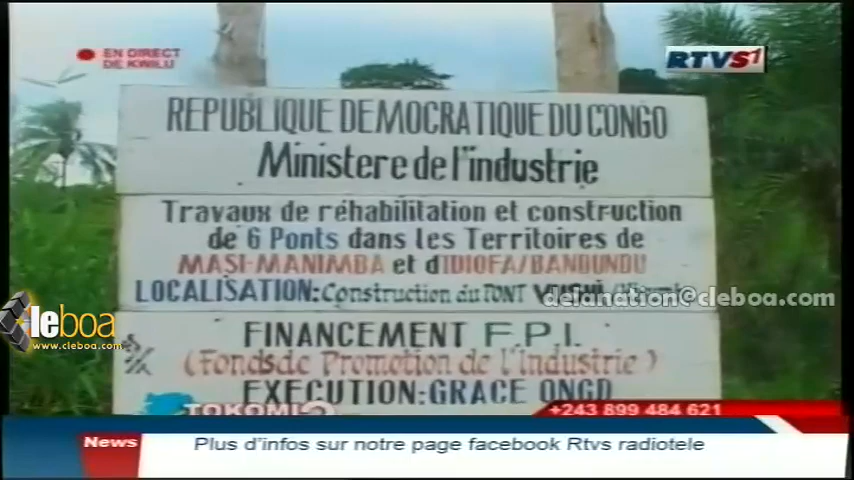 EN DIRECT
DE KWILU
RTVS1
REPUBLIQUE DEMOCRATIQUE DU CONGO
Ministere de l'industrie
Travaux de réhabilitation et construction
de 6 Ponts dans les Territoires de
MASI-MANIMBA et d'IDIOFA/BANDUNDU
LOCALISATION: Construction du PONT
delanation@cleboa.com
cleboa
www.cleboa.com
FINANCEMENT F.P.I.
(Fonds de Promotion de l'Industrie)
EXECUTION: GRACE ONGD
TOKOMI
+243 899 484 621
News
Plus d'infos sur notre page facebook Rtvs radiotele